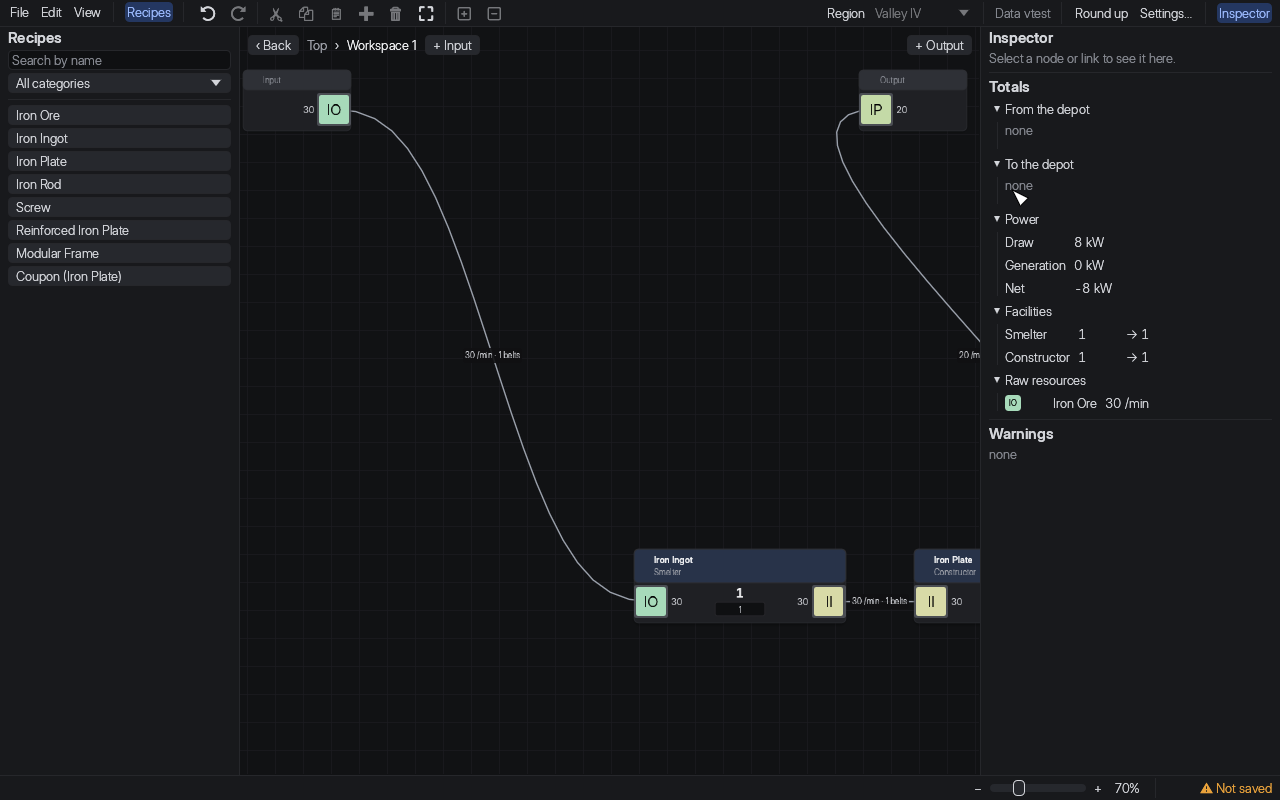 File Edit View Recipes Region Valley IV Data vtest Round up Settings... Inspector
Recipes
Search by name
All categories
Iron Ore
Iron Ingot
Iron Plate
Iron Rod
Screw
Reinforced Iron Plate
Modular Frame
Coupon (Iron Plate)
‹ Back Top › Workspace 1 + Input + Output
Input
30 IO
Output
IP 20
30 /min · 1 belts
20 /m
Iron Ingot
Smelter
IO 30 1 30 II
1
30 /min · 1 belts
Iron Plate
Constructor
II 30
Inspector
Select a node or link to see it here.
Totals
From the depot
none
To the depot
none
Power
Draw 8 kW
Generation 0 kW
Net -8 kW
Facilities
Smelter 1 → 1
Constructor 1 → 1
Raw resources
IO Iron Ore 30 /min
Warnings
none
− + 70% Not saved